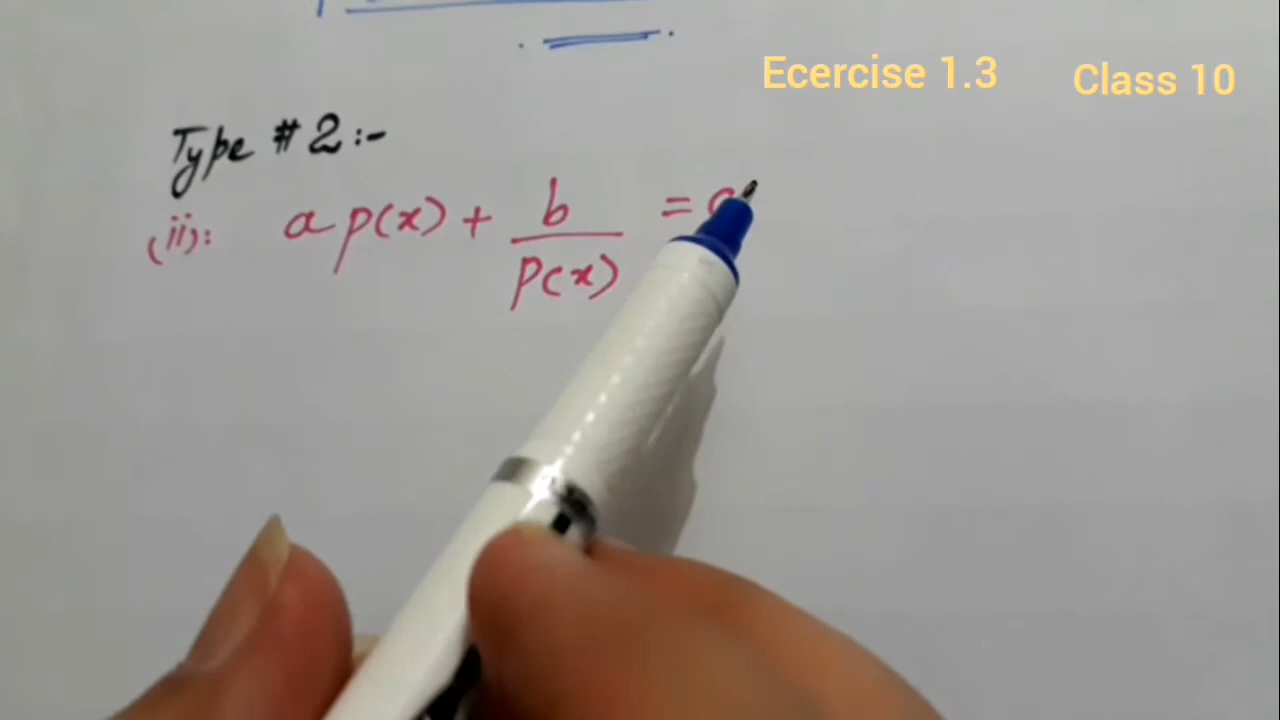 Ecercise 1.3 Class 10
Type # 2:-
(ii): a p(x) + b / p(x) =